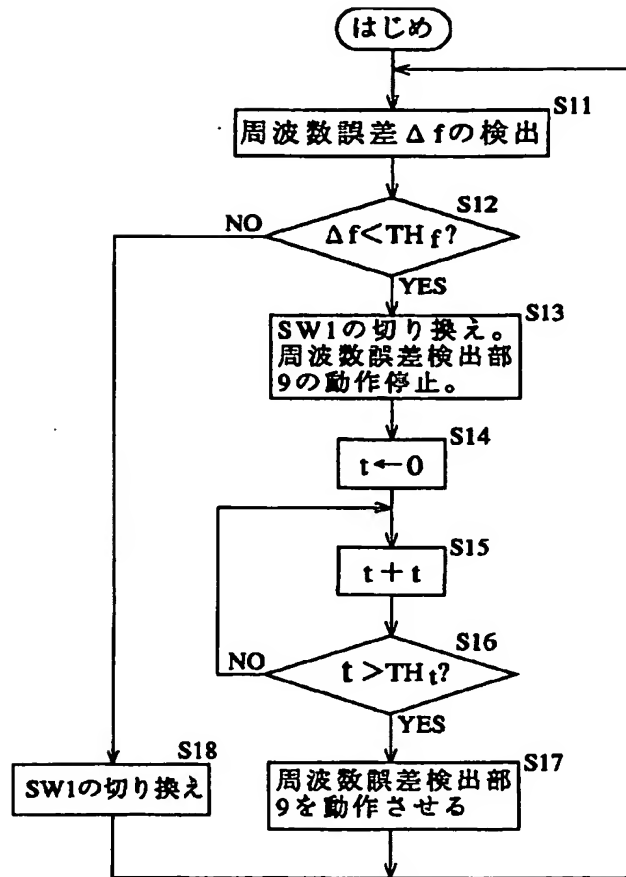 はじめ
S11
周波数誤差Δfの検出
S12
NO
Δf<THf?
YES
S13
SW1の切り換え。
周波数誤差検出部
9の動作停止。
S14
t←0
S15
t+t
S16
NO
t>THt?
YES
S18
SW1の切り換え
S17
周波数誤差検出部
9を動作させる